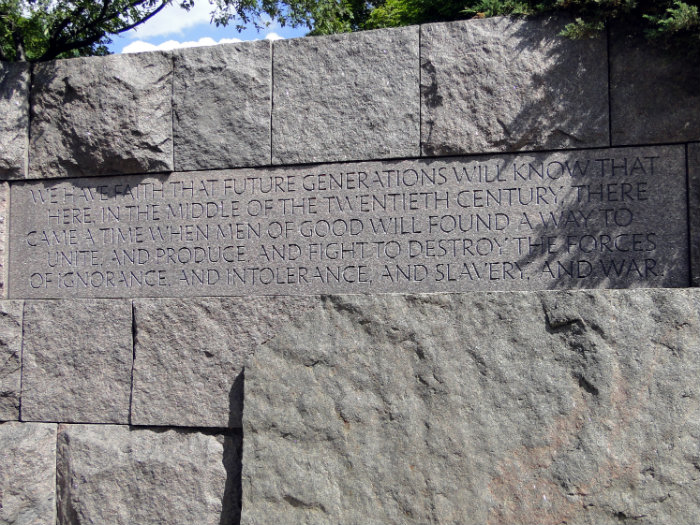 WE HAVE FAITH THAT FUTURE GENERATIONS WILL KNOW THAT
HERE, IN THE MIDDLE OF THE TWENTIETH CENTURY, THERE
CAME A TIME WHEN MEN OF GOOD WILL FOUND A WAY TO
UNITE, AND PRODUCE, AND FIGHT TO DESTROY THE FORCES
OF IGNORANCE, AND INTOLERANCE, AND SLAVERY, AND WAR.